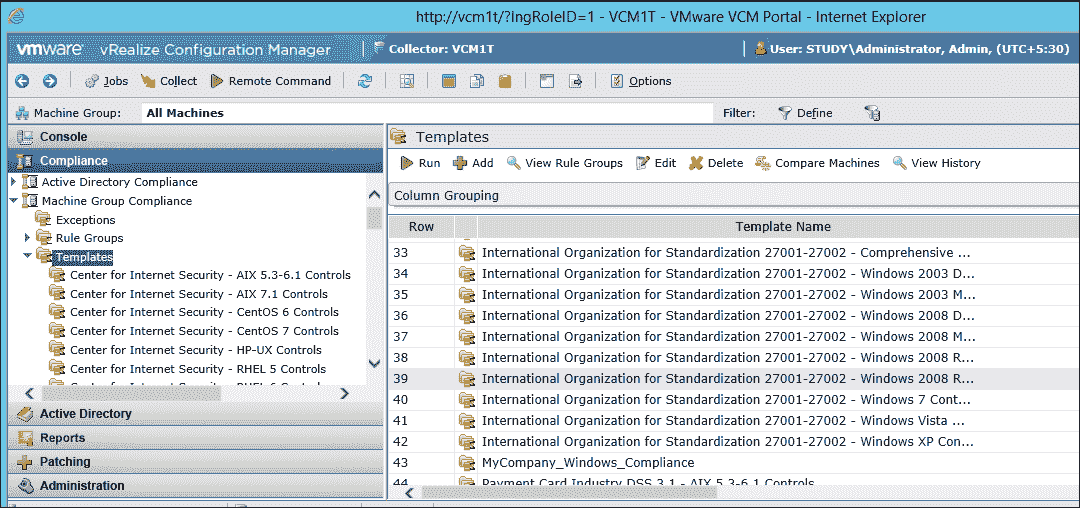 http://vcm1t/?lngRoleID=1 - VCM1T - VMware VCM Portal - Internet Explorer
vmware vRealize Configuration Manager Collector: VCM1T User: STUDY\Administrator, Admin, (UTC+5:30)
Jobs Collect Remote Command Options
Machine Group: All Machines Filter: Define
Console
Compliance
Active Directory Compliance
Machine Group Compliance
Exceptions
Rule Groups
Templates
Center for Internet Security - AIX 5.3-6.1 Controls
Center for Internet Security - AIX 7.1 Controls
Center for Internet Security - CentOS 6 Controls
Center for Internet Security - CentOS 7 Controls
Center for Internet Security - HP-UX Controls
Center for Internet Security - RHEL 5 Controls
Center for Internet Security - RHEL 6 Controls
Active Directory
Reports
Patching
Administration
Templates
Run Add View Rule Groups Edit Delete Compare Machines View History
Column Grouping
Row Template Name
33 International Organization for Standardization 27001-27002 - Comprehensive ...
34 International Organization for Standardization 27001-27002 - Windows 2003 D...
35 International Organization for Standardization 27001-27002 - Windows 2003 M...
36 International Organization for Standardization 27001-27002 - Windows 2008 D...
37 International Organization for Standardization 27001-27002 - Windows 2008 M...
38 International Organization for Standardization 27001-27002 - Windows 2008 R...
39 International Organization for Standardization 27001-27002 - Windows 2008 R...
40 International Organization for Standardization 27001-27002 - Windows 7 Cont...
41 International Organization for Standardization 27001-27002 - Windows Vista ...
42 International Organization for Standardization 27001-27002 - Windows XP Con...
43 MyCompany_Windows_Compliance
44 Payment Card Industry DSS 3.1 - AIX 5.3-6.1 Controls